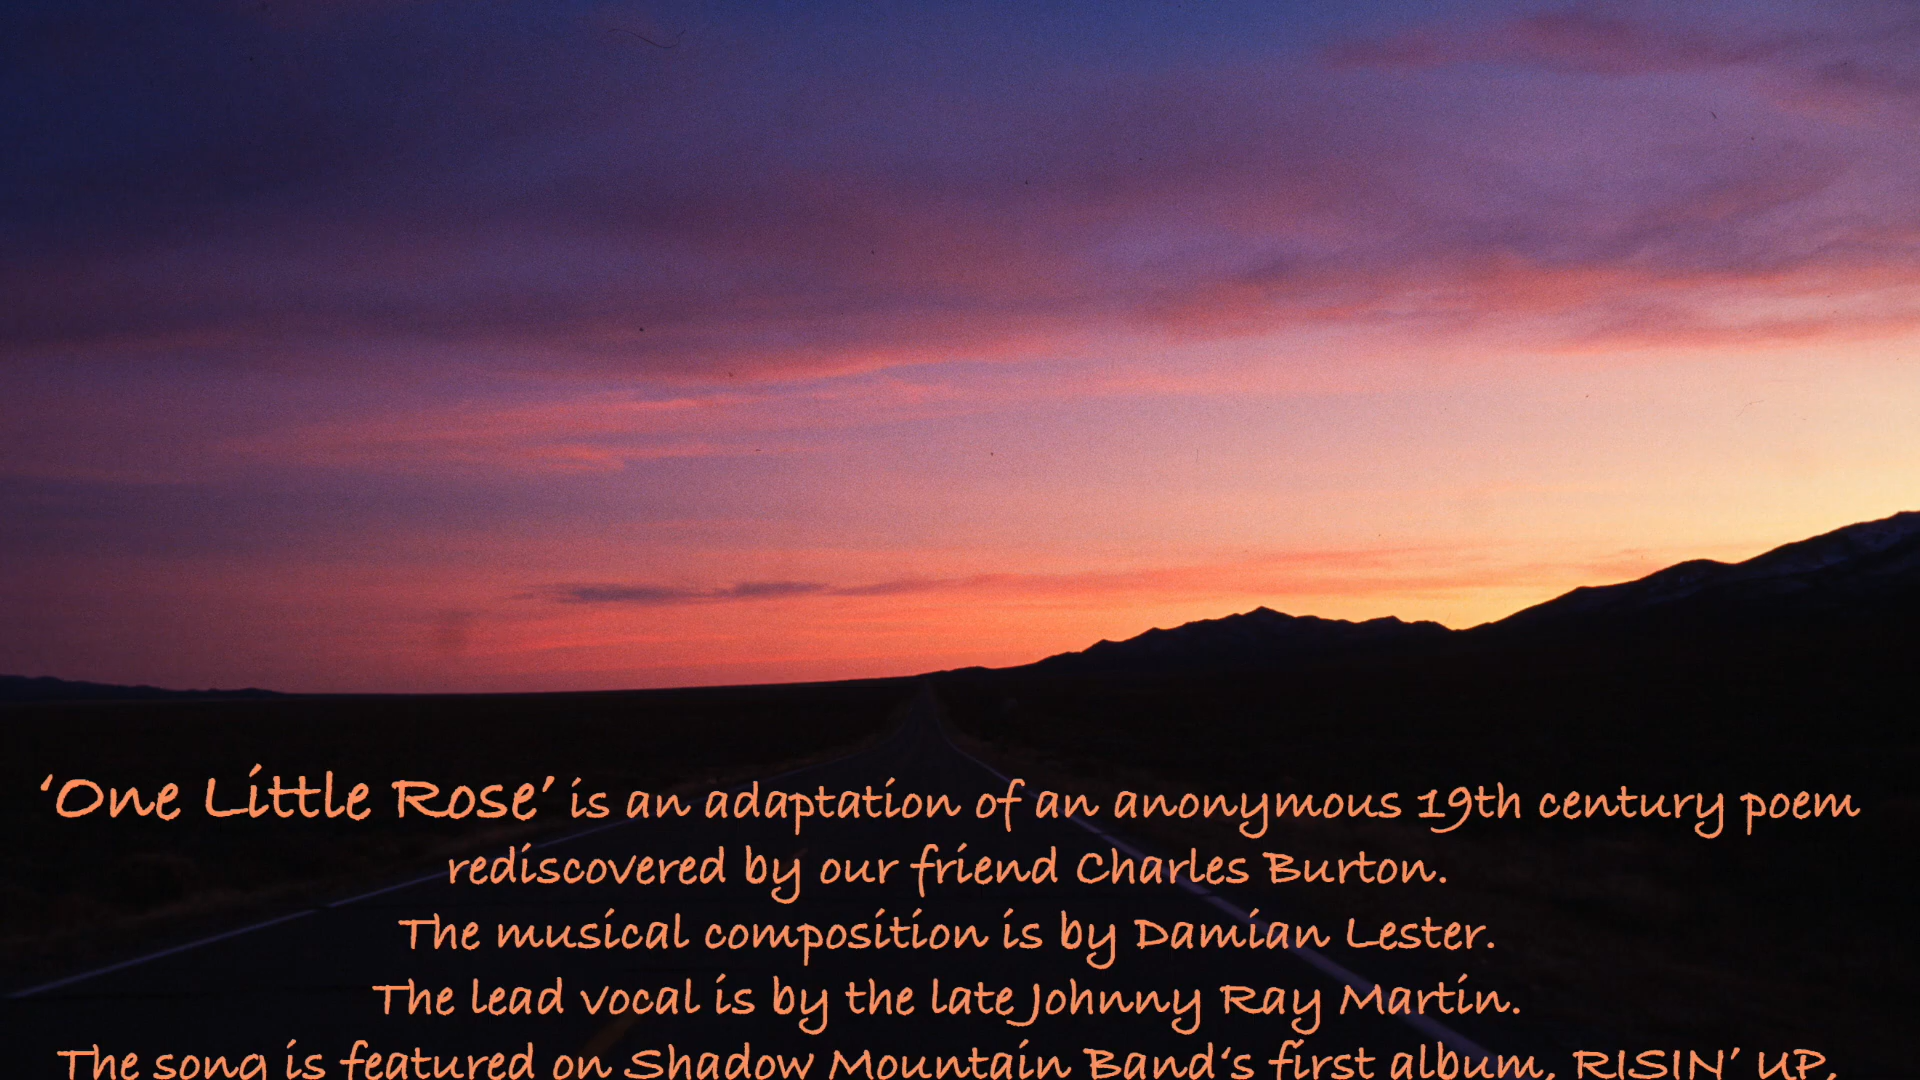 ‘One Little Rose’ is an adaptation of an anonymous 19th century poem
rediscovered by our friend Charles Burton.
The musical composition is by Damian Lester.
The lead vocal is by the late Johnny Ray Martin.
The song is featured on Shadow Mountain Band‘s first album, RISIN’ UP.